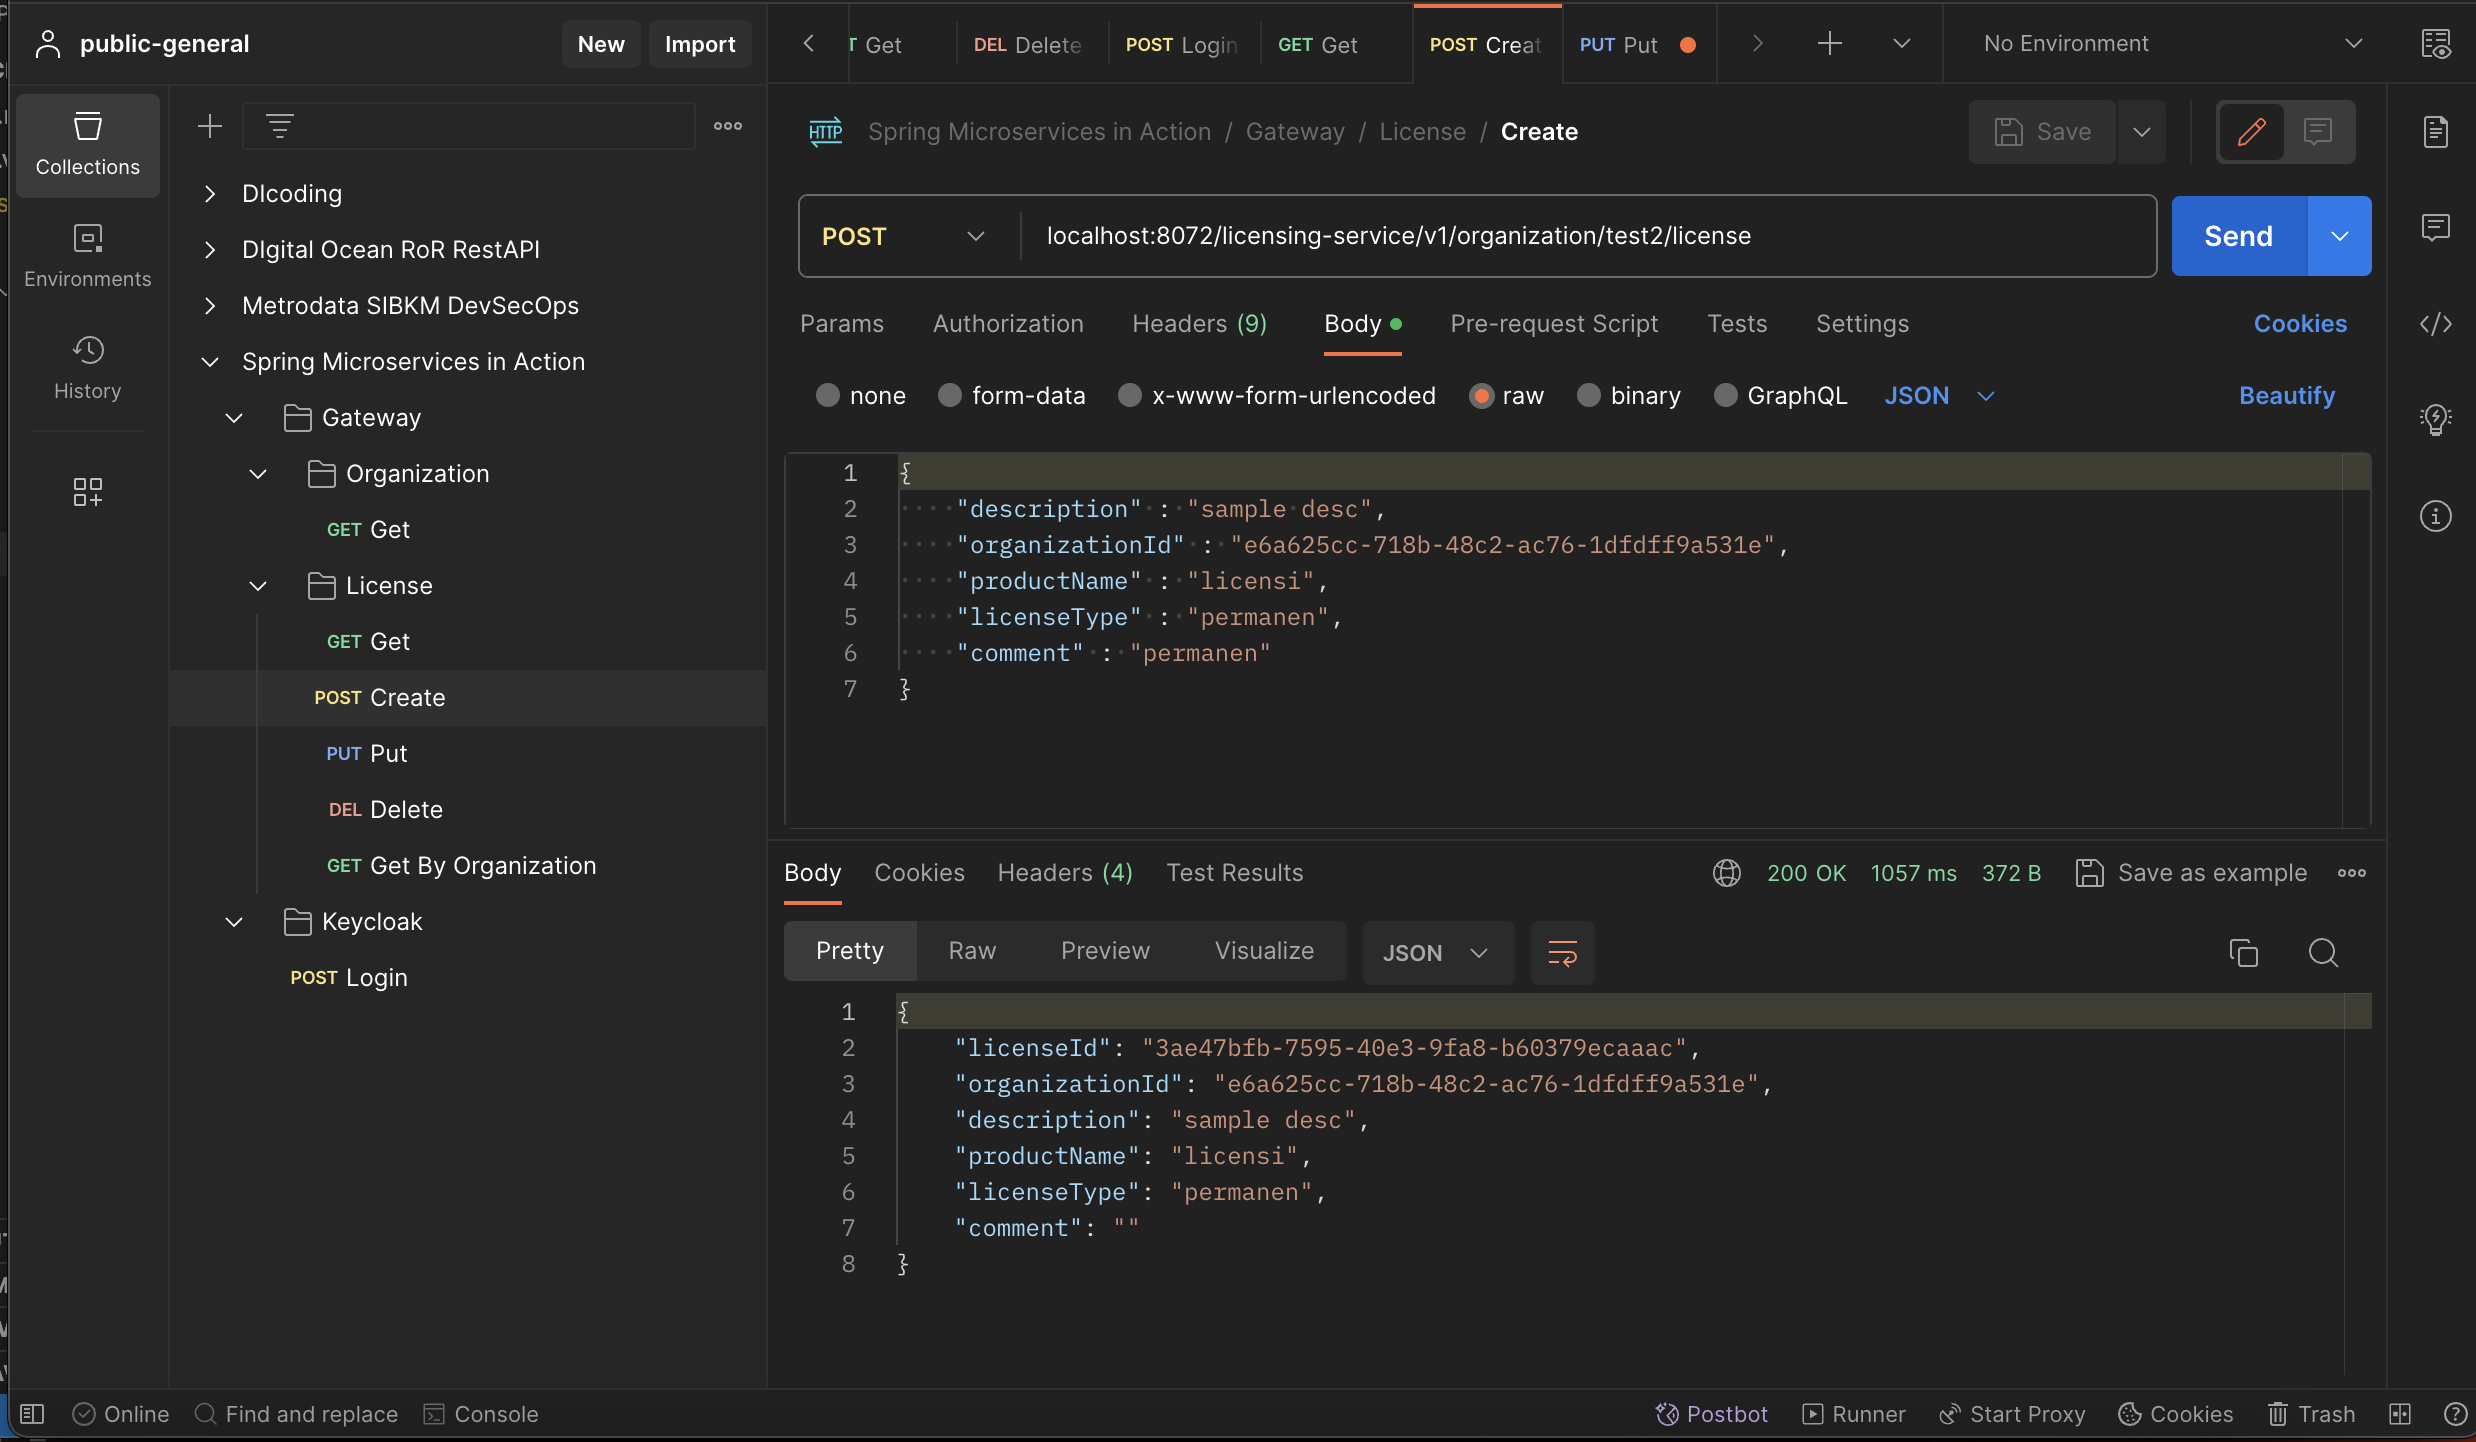 public-general
New
Import
Get
DEL Delete
POST Login
GET Get
POST Creat
PUT Put
No Environment
Collections
Environments
History
DIcoding
DIgital Ocean RoR RestAPI
Metrodata SIBKM DevSecOps
Spring Microservices in Action
Gateway
Organization
GET Get
License
GET Get
POST Create
PUT Put
DEL Delete
GET Get By Organization
Keycloak
POST Login
HTTP Spring Microservices in Action / Gateway / License / Create
Save
POST
localhost:8072/licensing-service/v1/organization/test2/license
Send
Params
Authorization
Headers (9)
Body
Pre-request Script
Tests
Settings
Cookies
none
form-data
x-www-form-urlencoded
raw
binary
GraphQL
JSON
Beautify
1 {
2 "description" : "sample desc",
3 "organizationId" : "e6a625cc-718b-48c2-ac76-1dfdff9a531e",
4 "productName" : "licensi",
5 "licenseType" : "permanen",
6 "comment" : "permanen"
7 }
Body
Cookies
Headers (4)
Test Results
200 OK
1057 ms
372 B
Save as example
Pretty
Raw
Preview
Visualize
JSON
1 {
2 "licenseId": "3ae47bfb-7595-40e3-9fa8-b60379ecaaac",
3 "organizationId": "e6a625cc-718b-48c2-ac76-1dfdff9a531e",
4 "description": "sample desc",
5 "productName": "licensi",
6 "licenseType": "permanen",
7 "comment": ""
8 }
Online
Find and replace
Console
Postbot
Runner
Start Proxy
Cookies
Trash